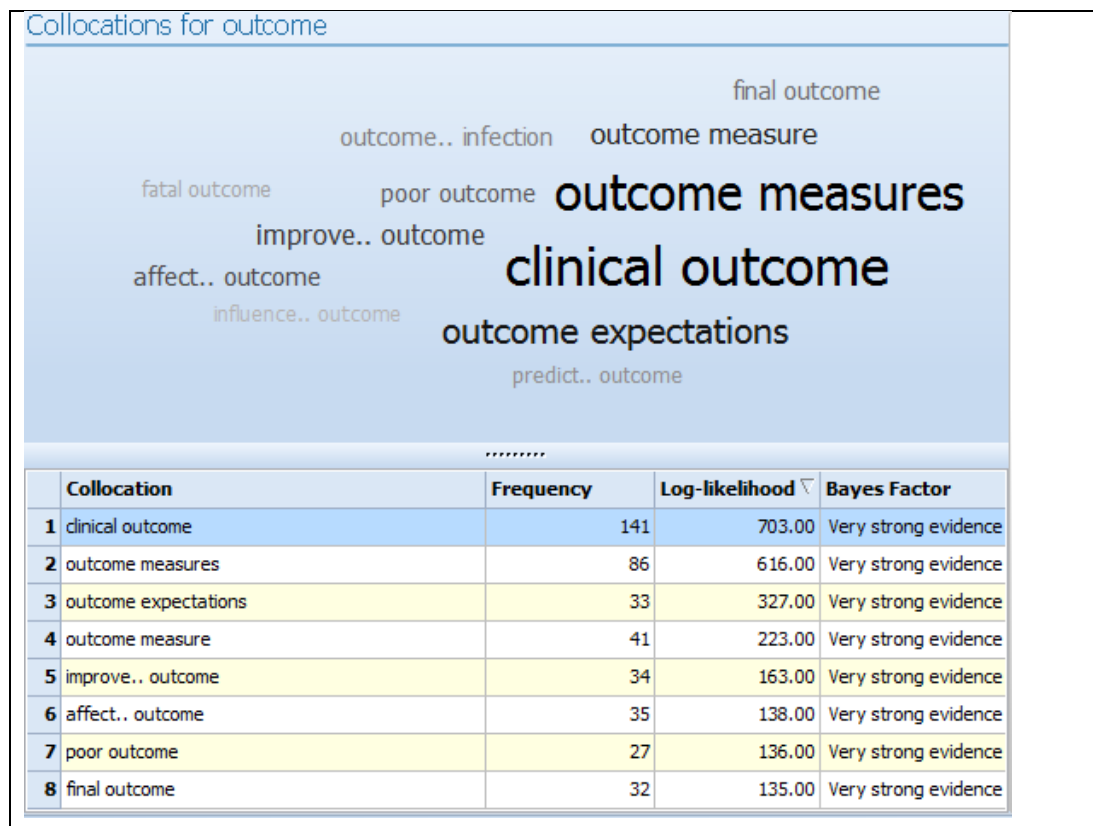 Collocations for outcome
final outcome
outcome.. infection outcome measure
fatal outcome poor outcome outcome measures
improve.. outcome
affect.. outcome clinical outcome
influence.. outcome
outcome expectations
predict.. outcome
Collocation Frequency Log-likelihood Bayes Factor
1 clinical outcome 141 703.00 Very strong evidence
2 outcome measures 86 616.00 Very strong evidence
3 outcome expectations 33 327.00 Very strong evidence
4 outcome measure 41 223.00 Very strong evidence
5 improve.. outcome 34 163.00 Very strong evidence
6 affect.. outcome 35 138.00 Very strong evidence
7 poor outcome 27 136.00 Very strong evidence
8 final outcome 32 135.00 Very strong evidence